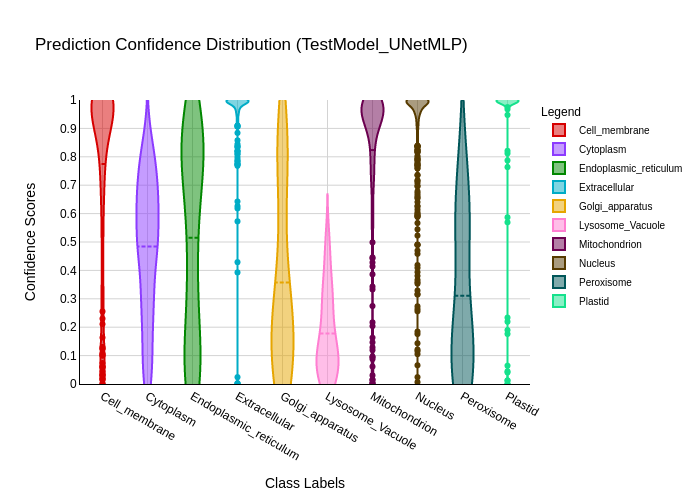 Prediction Confidence Distribution (TestModel_UNetMLP)
Legend
Cell_membrane
Cytoplasm
Endoplasmic_reticulum
Extracellular
Golgi_apparatus
Lysosome_Vacuole
Mitochondrion
Nucleus
Peroxisome
Plastid
Confidence Scores
1
0.9
0.8
0.7
0.6
0.5
0.4
0.3
0.2
0.1
0
Cell_membrane
Cytoplasm
Endoplasmic_reticulum
Extracellular
Golgi_apparatus
Lysosome_Vacuole
Mitochondrion
Nucleus
Peroxisome
Plastid
Class Labels